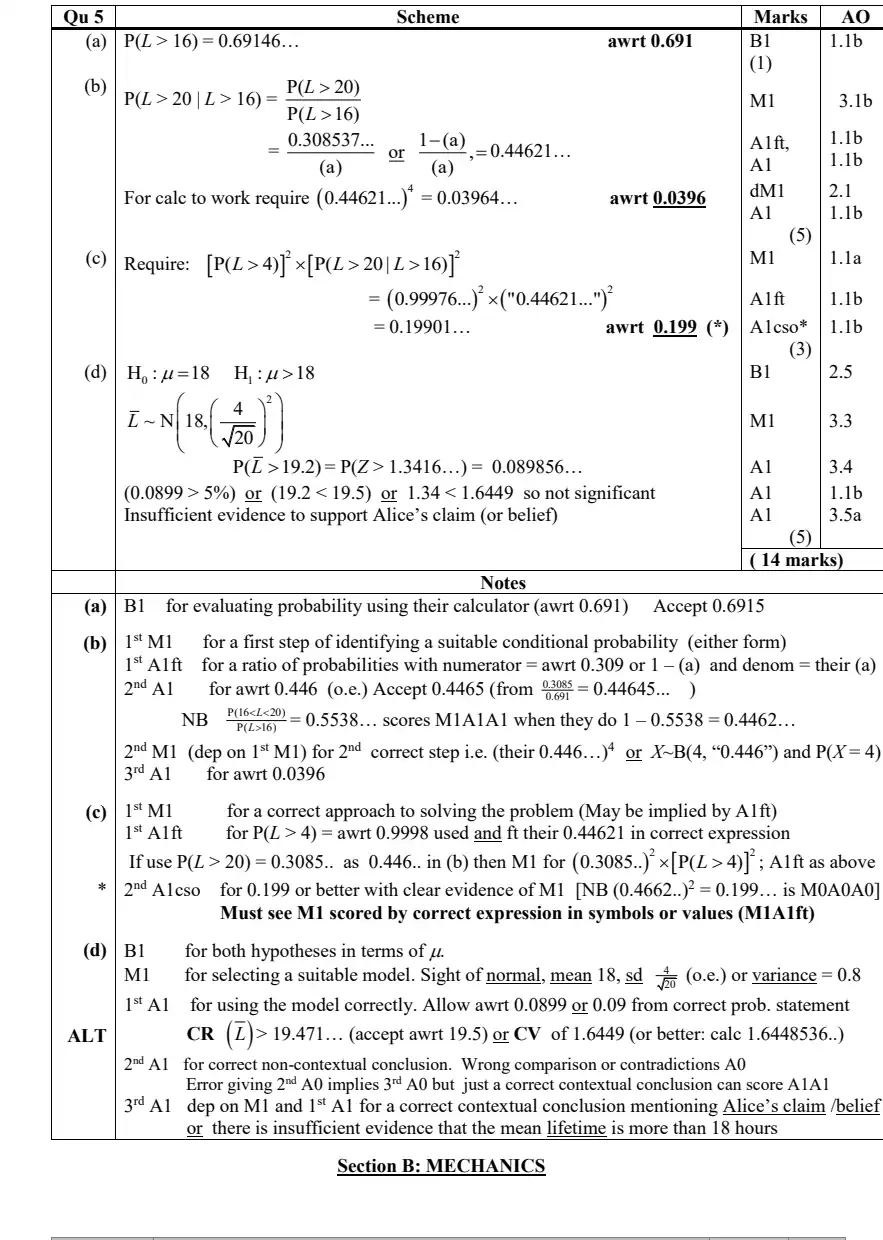 Qu 5 Scheme Marks AO
(a) P(L > 16) = 0.69146… awrt 0.691 B1 1.1b
(1)
(b) P(L > 20 | L > 16) = P(L > 20) / P(L > 16) M1 3.1b
= 0.308537... / (a) or 1−(a) / (a) , = 0.44621… A1ft, A1 1.1b 1.1b
For calc to work require (0.44621...)⁴ = 0.03964… awrt 0.0396 dM1 A1 2.1 1.1b
(5)
(c) Require: [P(L > 4)]² × [P(L > 20 | L > 16)]² M1 1.1a
= (0.99976...)² × ("0.44621...")² A1ft 1.1b
= 0.19901… awrt 0.199 (*) A1cso* 1.1b
(3)
(d) H₀ : μ = 18 H₁ : μ > 18 B1 2.5
L̄ ~ N(18, (4/√20)²) M1 3.3
P(L̄ > 19.2) = P(Z > 1.3416…) = 0.089856… A1 3.4
(0.0899 > 5%) or (19.2 < 19.5) or 1.34 < 1.6449 so not significant A1 1.1b
Insufficient evidence to support Alice’s claim (or belief) A1 3.5a
(5)
( 14 marks)
Notes
(a) B1 for evaluating probability using their calculator (awrt 0.691) Accept 0.6915
(b) 1st M1 for a first step of identifying a suitable conditional probability (either form)
1st A1ft for a ratio of probabilities with numerator = awrt 0.309 or 1 – (a) and denom = their (a)
2nd A1 for awrt 0.446 (o.e.) Accept 0.4465 (from 0.3085/0.691 = 0.44645... )
NB P(16<L<20)/P(L>16) = 0.5538… scores M1A1A1 when they do 1 – 0.5538 = 0.4462…
2nd M1 (dep on 1st M1) for 2nd correct step i.e. (their 0.446…)⁴ or X~B(4, “0.446”) and P(X = 4)
3rd A1 for awrt 0.0396
(c) 1st M1 for a correct approach to solving the problem (May be implied by A1ft)
1st A1ft for P(L > 4) = awrt 0.9998 used and ft their 0.44621 in correct expression
If use P(L > 20) = 0.3085.. as 0.446.. in (b) then M1 for (0.3085..)² × [P(L > 4)]² ; A1ft as above
* 2nd A1cso for 0.199 or better with clear evidence of M1 [NB (0.4662..)² = 0.199… is M0A0A0]
Must see M1 scored by correct expression in symbols or values (M1A1ft)
(d) B1 for both hypotheses in terms of μ.
M1 for selecting a suitable model. Sight of normal, mean 18, sd 4/√20 (o.e.) or variance = 0.8
1st A1 for using the model correctly. Allow awrt 0.0899 or 0.09 from correct prob. statement
ALT CR (L̄) > 19.471… (accept awrt 19.5) or CV of 1.6449 (or better: calc 1.6448536..)
2nd A1 for correct non-contextual conclusion. Wrong comparison or contradictions A0
Error giving 2nd A0 implies 3rd A0 but just a correct contextual conclusion can score A1A1
3rd A1 dep on M1 and 1st A1 for a correct contextual conclusion mentioning Alice’s claim /belief
or there is insufficient evidence that the mean lifetime is more than 18 hours
Section B: MECHANICS